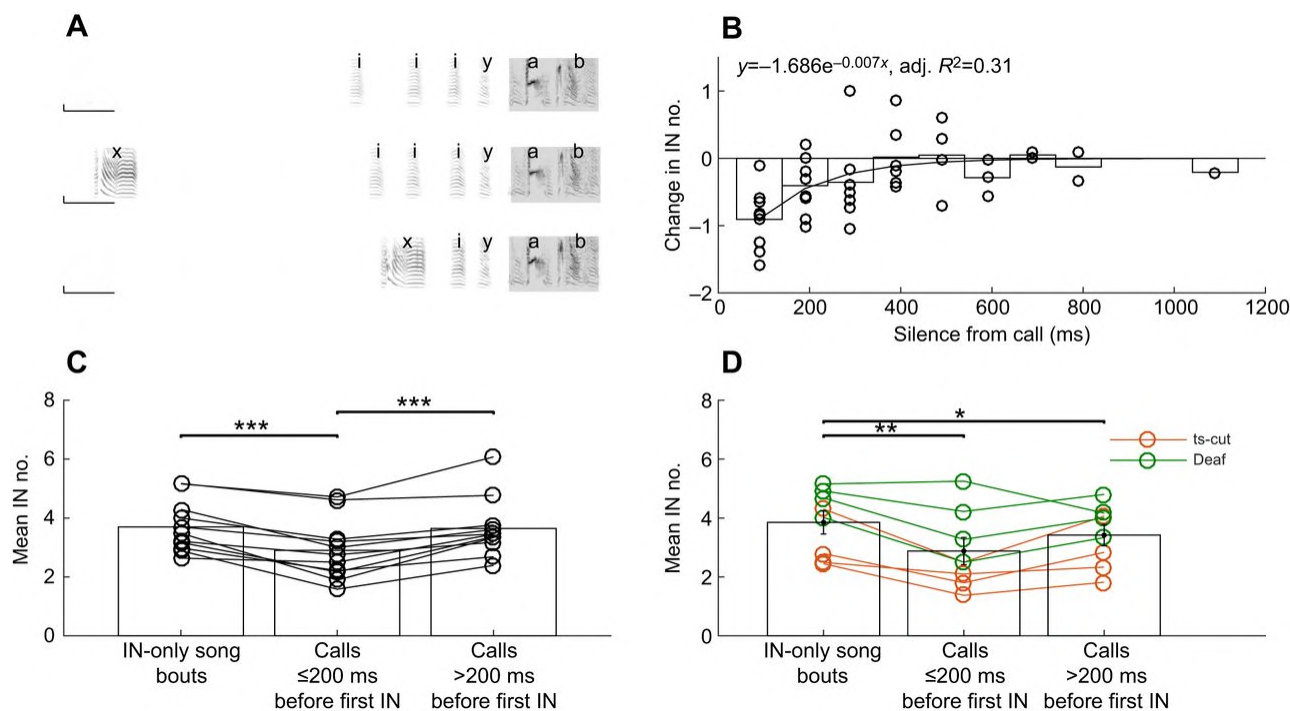 A
i i i y a b
x i i i y a b
x i y a b
B
y=–1.686e–0.007x, adj. R2=0.31
Change in IN no.
1
0
–1
–2
0 200 400 600 800 1000 1200
Silence from call (ms)
C
Mean IN no.
8
6
4
2
0
***
***
IN-only song
bouts
Calls
≤200 ms
before first IN
Calls
>200 ms
before first IN
D
Mean IN no.
8
6
4
2
0
*
**
ts-cut
Deaf
IN-only song
bouts
Calls
≤200 ms
before first IN
Calls
>200 ms
before first IN